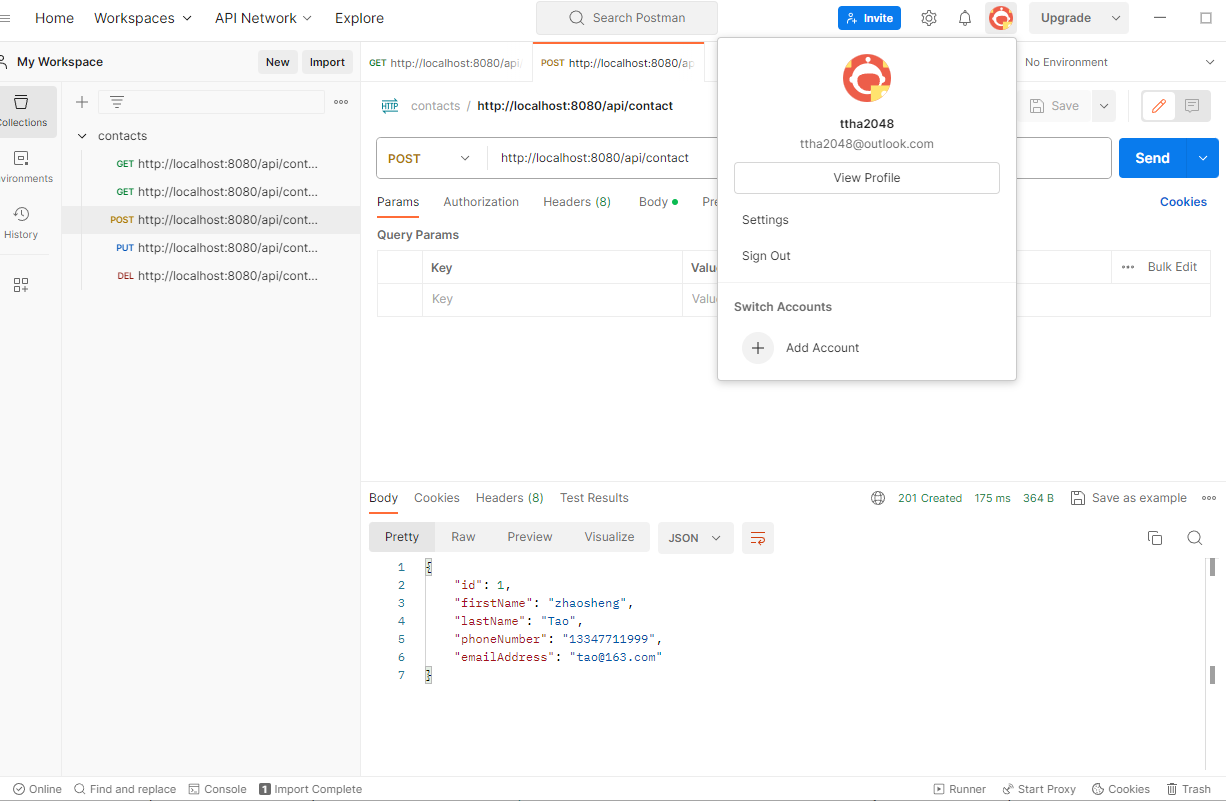 Home Workspaces API Network Explore Search Postman Invite Upgrade
My Workspace New Import GET http://localhost:8080/api POST http://localhost:8080/ap No Environment
Collections
contacts
GET http://localhost:8080/api/cont...
GET http://localhost:8080/api/cont...
POST http://localhost:8080/api/cont...
PUT http://localhost:8080/api/cont...
DEL http://localhost:8080/api/cont...
vironments
History
HTTP contacts / http://localhost:8080/api/contact Save
POST http://localhost:8080/api/contact Send
Params Authorization Headers (8) Body Pre Cookies
Query Params
Key Valu Bulk Edit
Key Valu
ttha2048
ttha2048@outlook.com
View Profile
Settings
Sign Out
Switch Accounts
Add Account
Body Cookies Headers (8) Test Results 201 Created 175 ms 364 B Save as example
Pretty Raw Preview Visualize JSON
1 {
2 "id": 1,
3 "firstName": "zhaosheng",
4 "lastName": "Tao",
5 "phoneNumber": "13347711999",
6 "emailAddress": "tao@163.com"
7 }
Online Find and replace Console 1 Import Complete Runner Start Proxy Cookies Trash